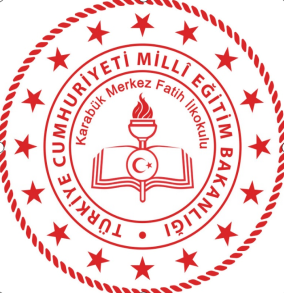 TÜRKİYE CUMHURİYETİ MİLLÎ EĞİTİM BAKANLIĞI
Karabük Merkez Fatih İlkokulu